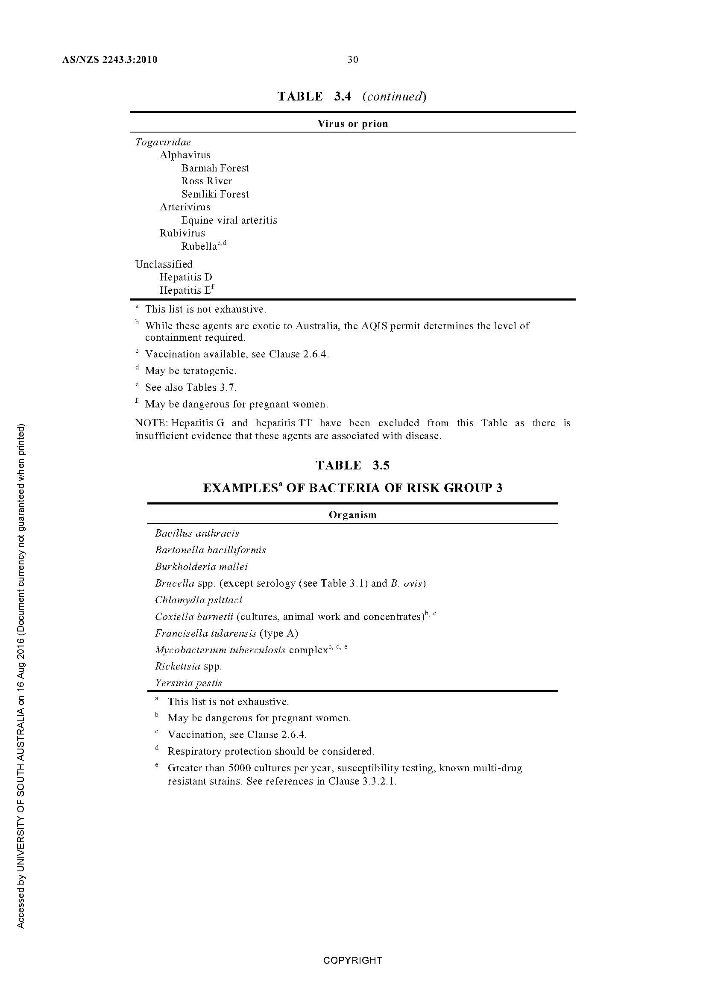 AS/NZS 2243.3:2010
30
TABLE 3.4 (continued)
Virus or prion
Togaviridae
Alphavirus
Barmah Forest
Ross River
Semliki Forest
Arterivirus
Equine viral arteritis
Rubivirus
Rubella c,d
Unclassified
Hepatitis D
Hepatitis E f
a This list is not exhaustive.
b While these agents are exotic to Australia, the AQIS permit determines the level of
containment required.
c Vaccination available, see Clause 2.6.4.
d May be teratogenic.
e See also Tables 3.7.
f May be dangerous for pregnant women.
NOTE: Hepatitis G and hepatitis TT have been excluded from this Table as there is
insufficient evidence that these agents are associated with disease.
TABLE 3.5
EXAMPLES a OF BACTERIA OF RISK GROUP 3
Organism
Bacillus anthracis
Bartonella bacilliformis
Burkholderia mallei
Brucella spp. (except serology (see Table 3.1) and B. ovis)
Chlamydia psittaci
Coxiella burnetii (cultures, animal work and concentrates) b, c
Francisella tularensis (type A)
Mycobacterium tuberculosis complex c, d, e
Rickettsia spp.
Yersinia pestis
a This list is not exhaustive.
b May be dangerous for pregnant women.
c Vaccination, see Clause 2.6.4.
d Respiratory protection should be considered.
e Greater than 5000 cultures per year, susceptibility testing, known multi-drug
resistant strains. See references in Clause 3.3.2.1.
Accessed by UNIVERSITY OF SOUTH AUSTRALIA on 16 Aug 2016 (Document currency not guaranteed when printed)
COPYRIGHT